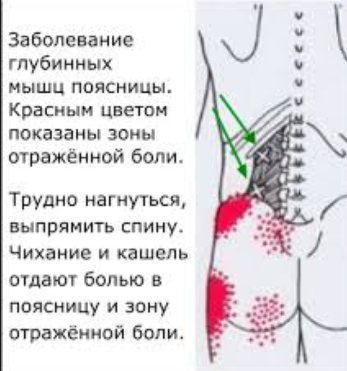 Заболевание
глубинных
мышц поясницы.
Красным цветом
показаны зоны
отражённой боли.
Трудно нагнуться,
выпрямить спину.
Чихание и кашель
отдают болью в
поясницу и зону
отражённой боли.